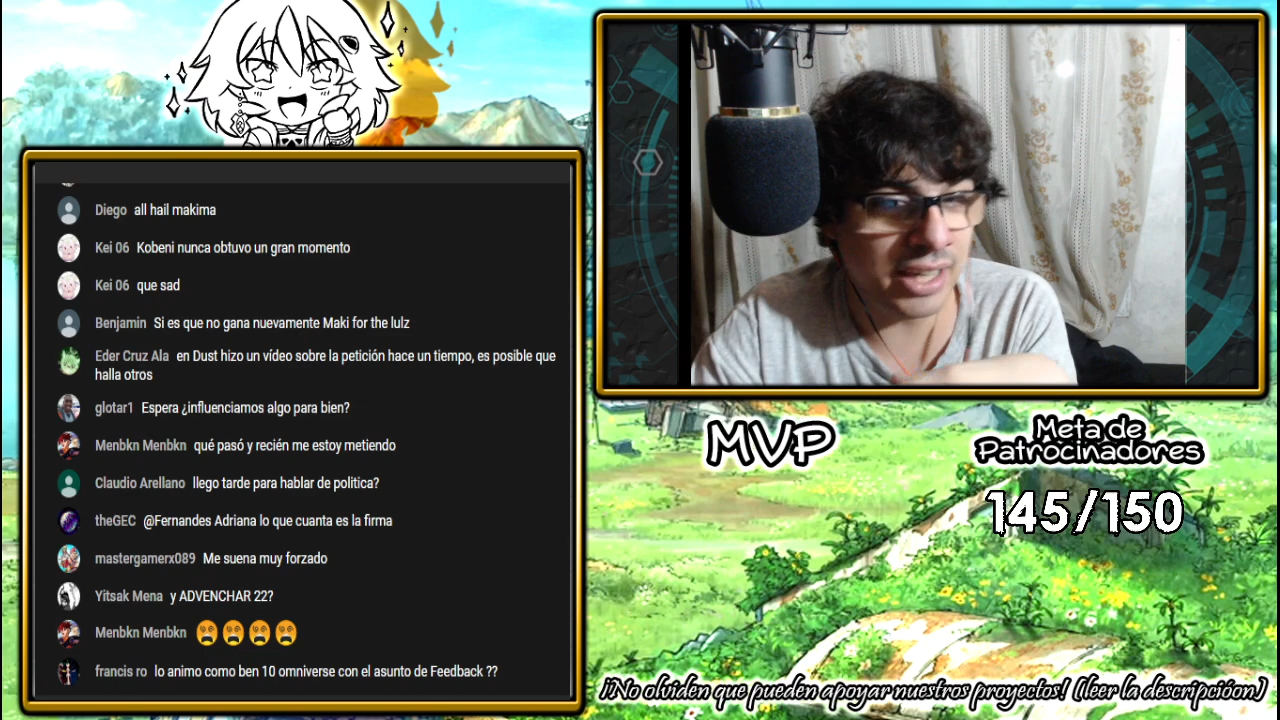 Diego all hail makima
Kei 06 Kobeni nunca obtuvo un gran momento
Kei 06 que sad
Benjamin Si es que no gana nuevamente Maki for the lulz
Eder Cruz Ala en Dust hizo un vídeo sobre la petición hace un tiempo, es posible que
halla otros
glotar1 Espera ¿influenciamos algo para bien?
Menbkn Menbkn qué pasó y recién me estoy metiendo
Claudio Arellano llego tarde para hablar de politica?
theGEC @Fernandes Adriana lo que cuanta es la firma
mastergamerx089 Me suena muy forzado
Yitsak Mena y ADVENCHAR 22?
Menbkn Menbkn
francis ro lo animo como ben 10 omniverse con el asunto de Feedback ??
MVP
Meta de
Patrocinadores
145/150
¡No olviden que pueden apoyar nuestros proyectos! (leer la descripcióon)